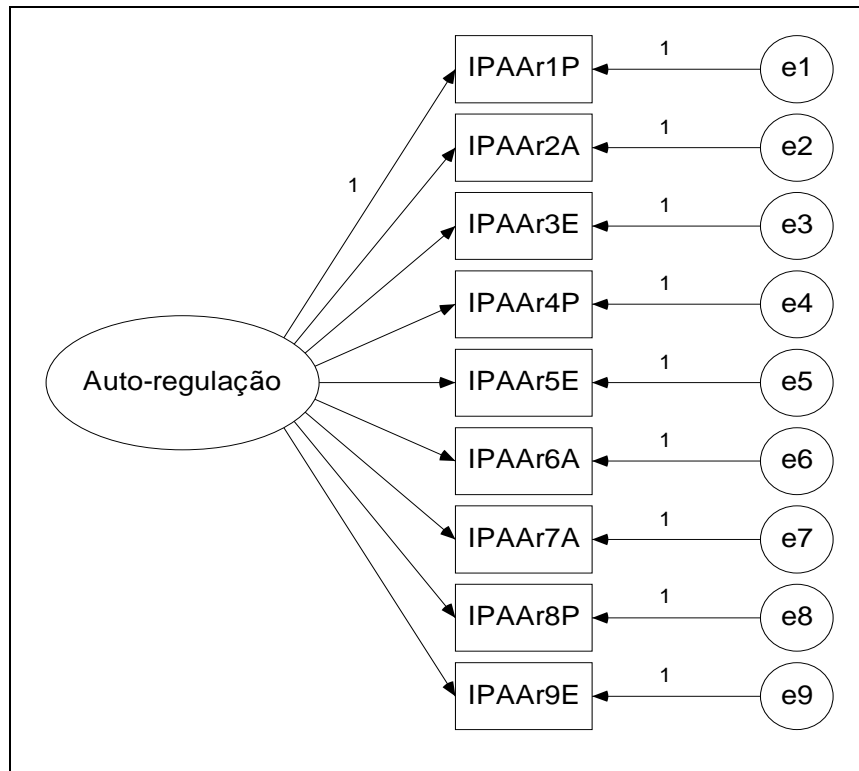 IPAAr1P
1
e1
IPAAr2A
1
e2
1
IPAAr3E
1
e3
IPAAr4P
1
e4
Auto-regulação
IPAAr5E
1
e5
IPAAr6A
1
e6
IPAAr7A
1
e7
IPAAr8P
1
e8
IPAAr9E
1
e9